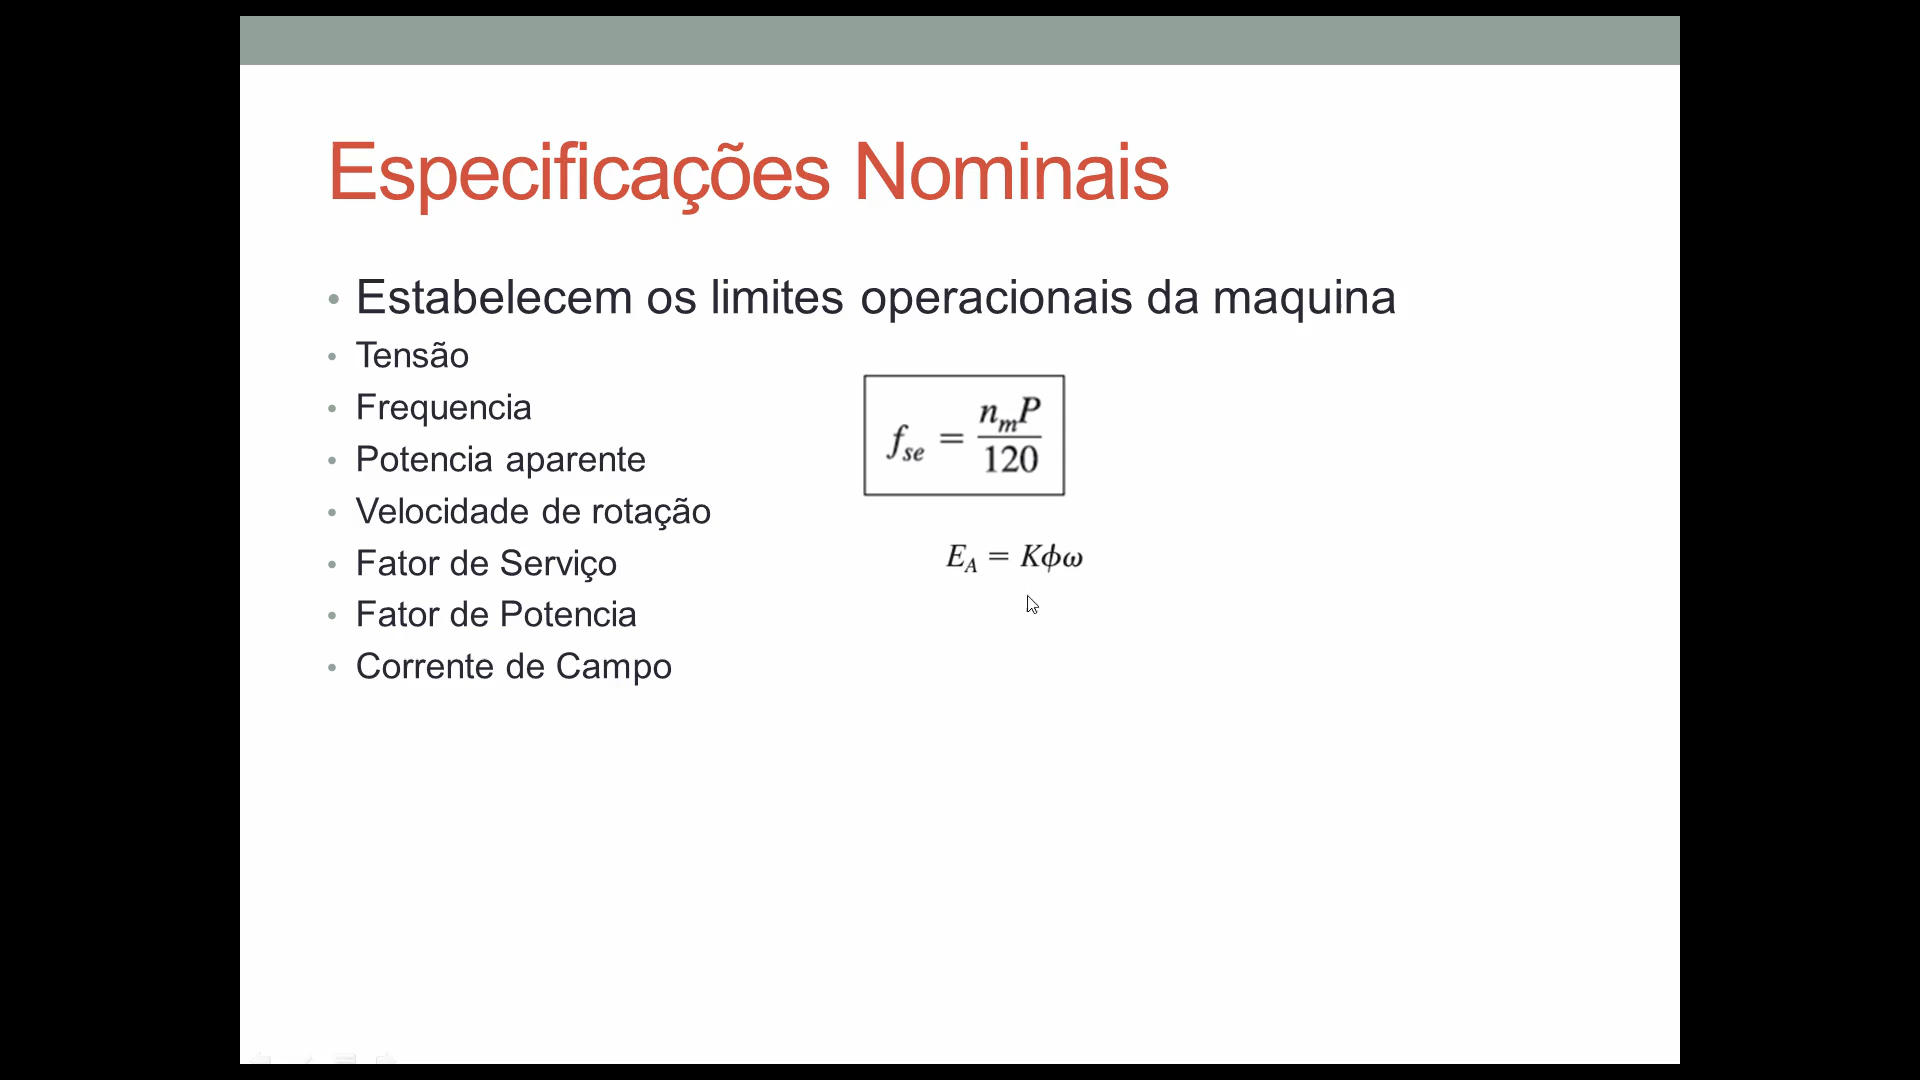 Especificações Nominais
• Estabelecem os limites operacionais da maquina
• Tensão
• Frequencia
• Potencia aparente
• Velocidade de rotação
• Fator de Serviço
• Fator de Potencia
• Corrente de Campo
f_se = n_m P / 120
E_A = Kϕω